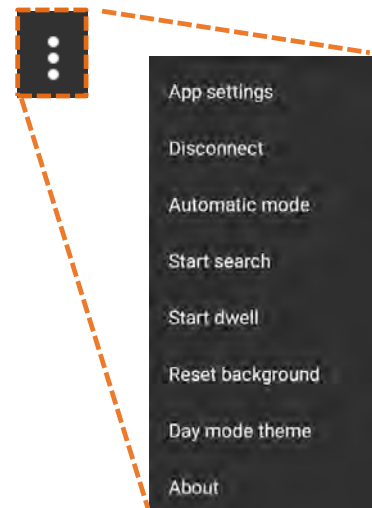 App settings
Disconnect
Automatic mode
Start search
Start dwell
Reset background
Day mode theme
About